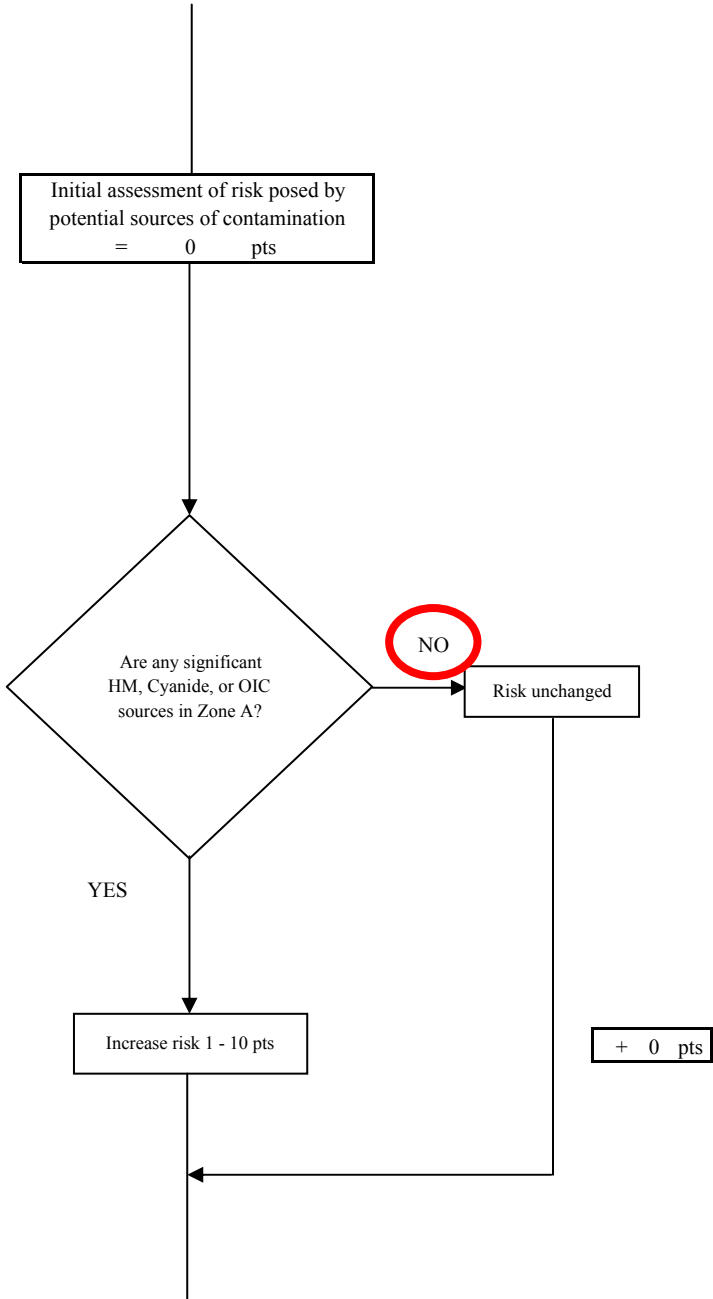 Initial assessment of risk posed by
potential sources of contamination
= 0 pts
NO
Are any significant
HM, Cyanide, or OIC
sources in Zone A?
Risk unchanged
YES
Increase risk 1 - 10 pts
+ 0 pts